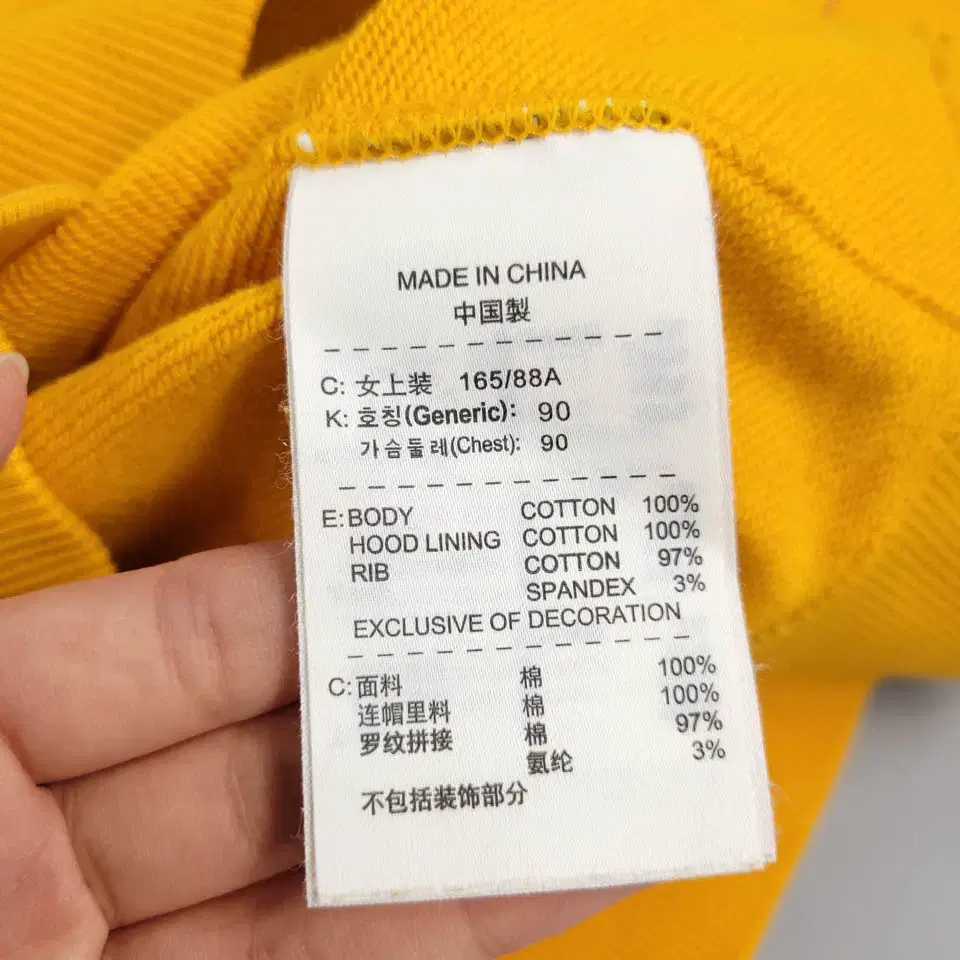 MADE IN CHINA
中国製
C: 女上装 165/88A
K: 호칭(Generic): 90
가슴둘레(Chest): 90
E: BODY COTTON 100%
HOOD LINING COTTON 100%
RIB COTTON 97%
SPANDEX 3%
EXCLUSIVE OF DECORATION
C: 面料 棉 100%
连帽里料 棉 100%
罗纹拼接 棉 97%
氨纶 3%
不包括装饰部分